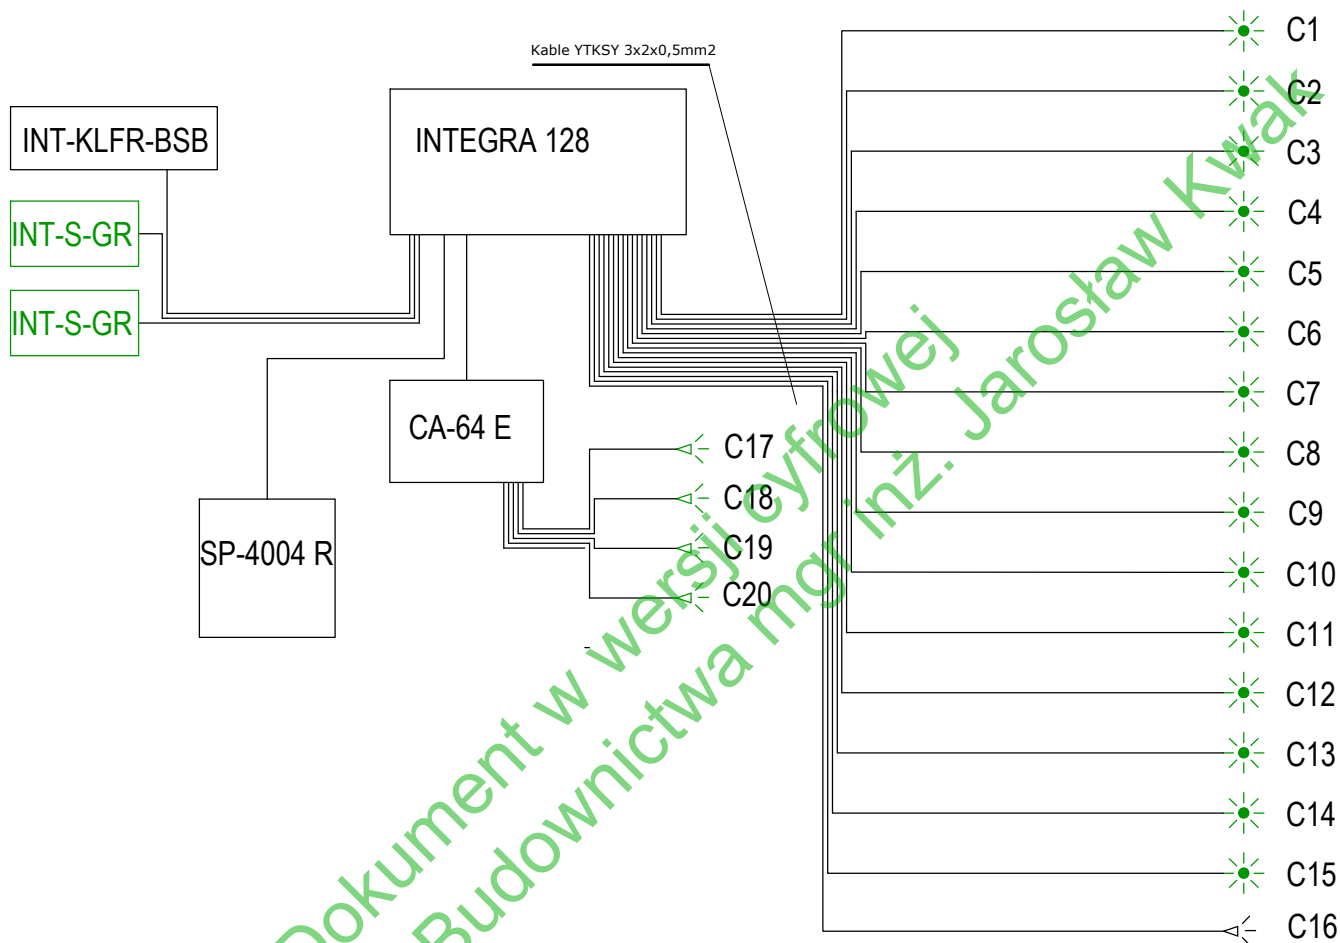 Kable YTKSY 3x2x0,5mm2
INT-KLFR-BSB
INTEGRA 128
INT-S-GR
INT-S-GR
CA-64 E
SP-4004 R
C17
C18
C19
C20
C1
C2
C3
C4
C5
C6
C7
C8
C9
C10
C11
C12
C13
C14
C15
C16
Dokument w wersji cyfrowej
Budownictwa mgr inż. Jarosław Kwak